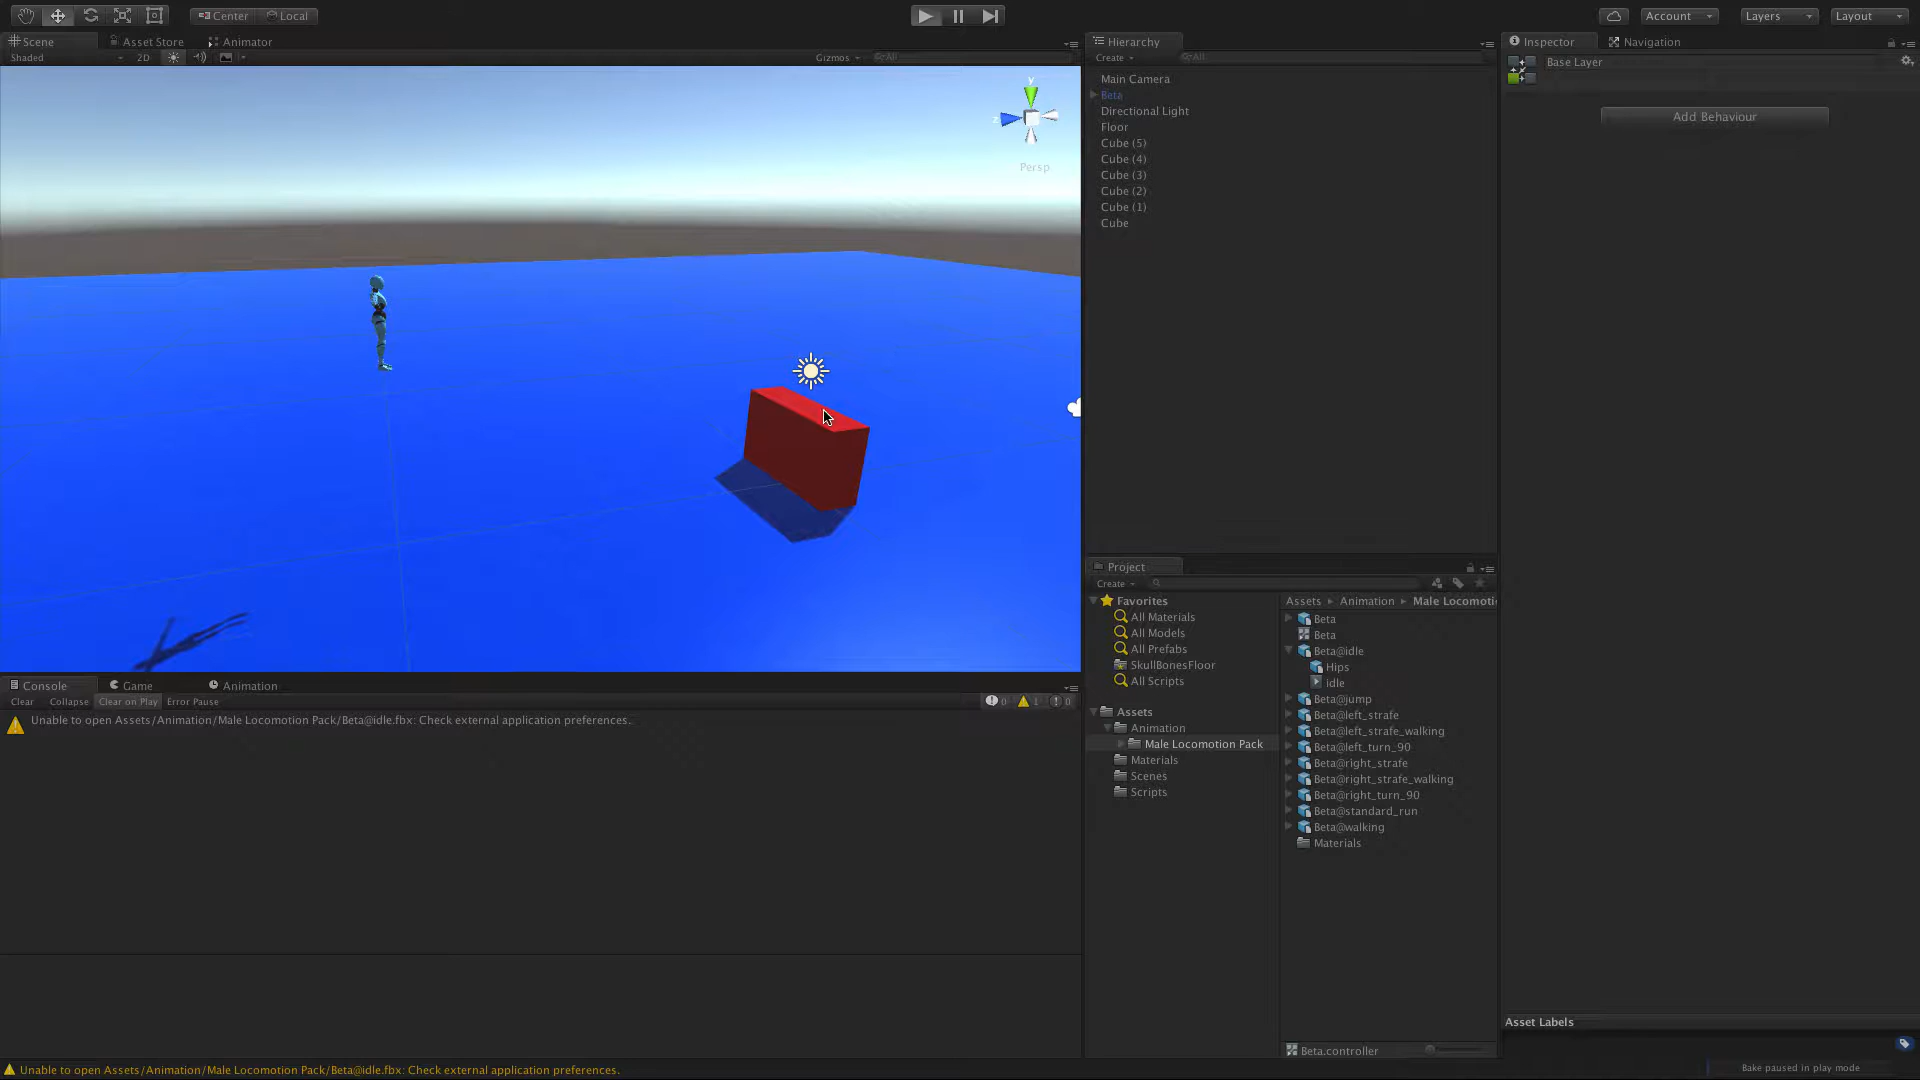 Center
Local
Account
Layers
Layout
Scene
Asset Store
Animator
Shaded
2D
Gizmos
All
y
z
Persp
Hierarchy
Create
All
Main Camera
Beta
Directional Light
Floor
Cube (5)
Cube (4)
Cube (3)
Cube (2)
Cube (1)
Cube
Inspector
Navigation
Base Layer
Add Behaviour
Project
Create
Favorites
All Materials
All Models
All Prefabs
SkullBonesFloor
All Scripts
Assets
Animation
Male Locomotion Pack
Materials
Scenes
Scripts
Assets
Animation
Male Locomoti
Beta
Beta
Beta@idle
Hips
idle
Beta@jump
Beta@left_strafe
Beta@left_strafe_walking
Beta@left_turn_90
Beta@right_strafe
Beta@right_strafe_walking
Beta@right_turn_90
Beta@standard_run
Beta@walking
Materials
Beta.controller
Console
Game
Animation
Clear
Collapse
Clear on Play
Error Pause
0
1
0
Unable to open Assets/Animation/Male Locomotion Pack/Beta@idle.fbx: Check external application preferences.
Asset Labels
Unable to open Assets/Animation/Male Locomotion Pack/Beta@idle.fbx: Check external application preferences.
Bake paused in play mode